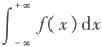 ∫₋∞⁺∞ f( x ) dx